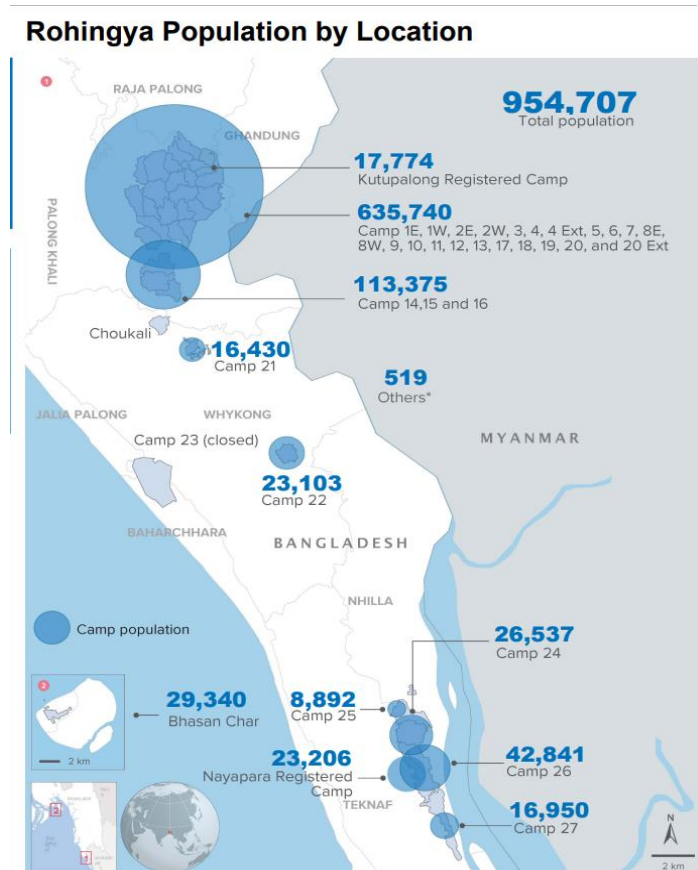 Rohingya Population by Location
1
RAJA PALONG
954,707
Total population
GHANDUNG
17,774
Kutupalong Registered Camp
PALONG KHALI
635,740
Camp 1E, 1W, 2E, 2W, 3, 4, 4 Ext, 5, 6, 7, 8E,
8W, 9, 10, 11, 12, 13, 17, 18, 19, 20, and 20 Ext
113,375
Camp 14,15 and 16
Choukali
16,430
Camp 21
519
Others*
JALIA PALONG
WHYKONG
Camp 23 (closed)
MYANMAR
23,103
Camp 22
BAHARCHHARA
BANGLADESH
NHILLA
Camp population
26,537
Camp 24
2
29,340
Bhasan Char
8,892
Camp 25
2 km
23,206
Nayapara Registered
Camp
42,841
Camp 26
TEKNAF
16,950
Camp 27
2
1
N
2 km